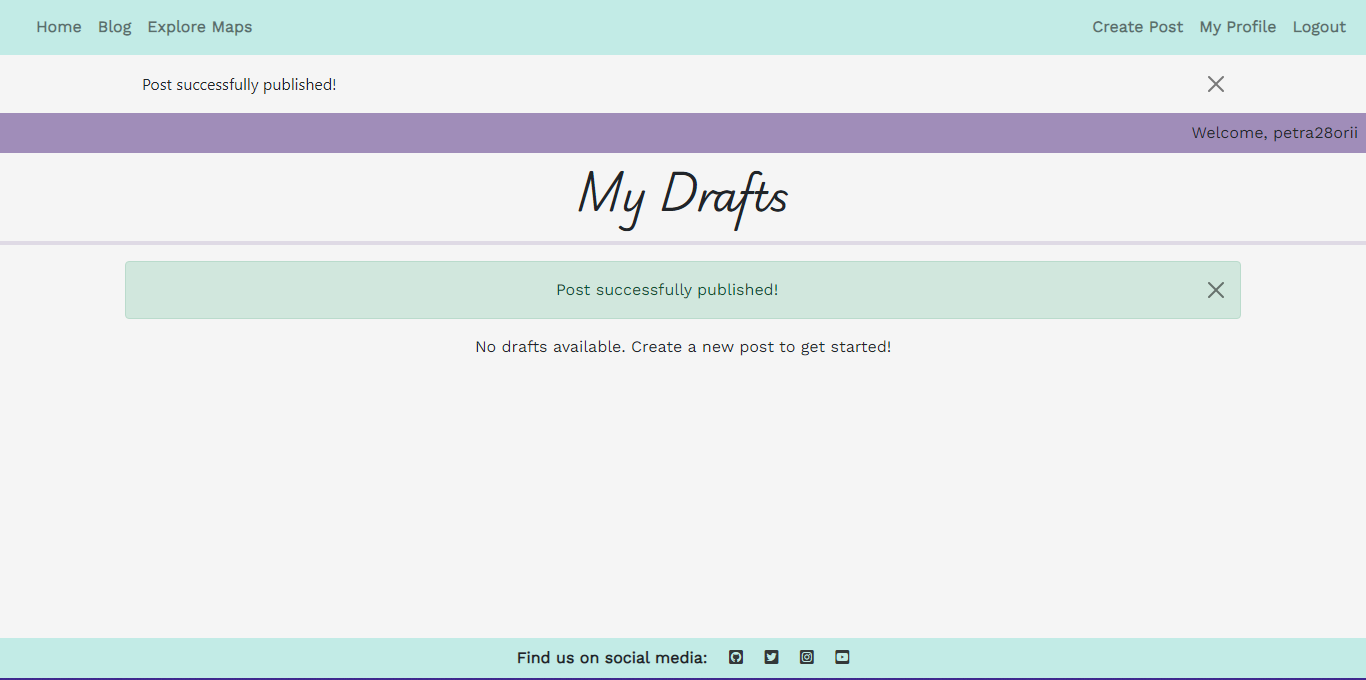 Home Blog Explore Maps Create Post My Profile Logout
Post successfully published!
Welcome, petra28orii
My Drafts
Post successfully published!
No drafts available. Create a new post to get started!
Find us on social media: